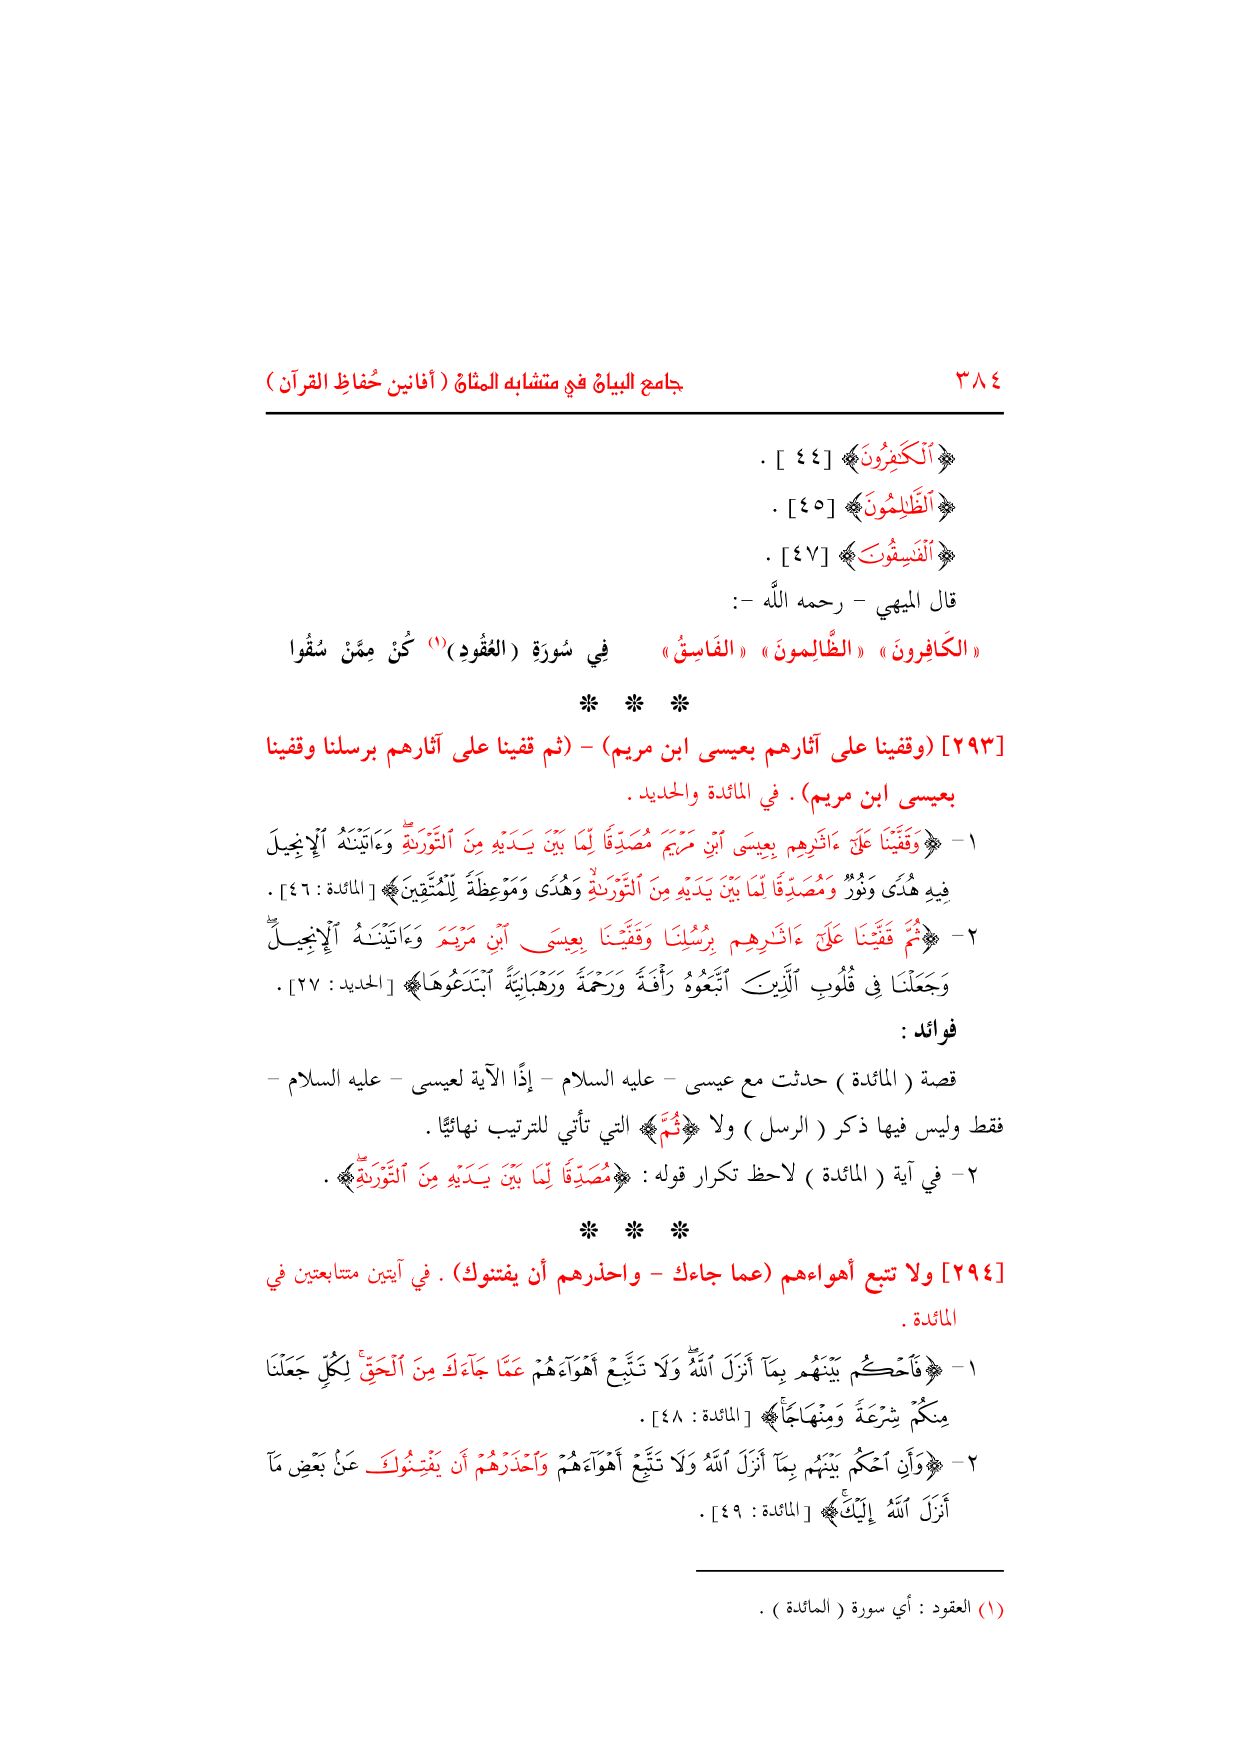 ٣٨٤ جامع البيان في متشابه المثان ( أفانين حُفاظِ القرآن )
﴿ٱلْكَٰفِرُونَ﴾ [٤٤ ] .
﴿ٱلظَّٰلِمُونَ﴾ [٤٥] .
﴿ٱلْفَٰسِقُونَ﴾ [٤٧] .
قال الميهي – رحمه اللَّه –:
« الكَافِرونَ» « الظَّالِمونَ» « الفَاسِقُ» فِي سُورَةِ (العُقُودِ)(١) كُنْ مِمَّنْ سُقُوا
* * *
[٢٩٣] (وقفينا على آثارهم بعيسى ابن مريم) – (ثم قفينا على آثارهم برسلنا وقفينا
بعيسى ابن مريم) . في المائدة والحديد .
١– ﴿وَقَفَّيْنَا عَلَىٰٓ ءَاثَٰرِهِم بِعِيسَى ٱبْنِ مَرْيَمَ مُصَدِّقًا لِّمَا بَيْنَ يَدَيْهِ مِنَ ٱلتَّوْرَىٰةِۖ وَءَاتَيْنَٰهُ ٱلْإِنجِيلَ
فِيهِ هُدًى وَنُورٌ وَمُصَدِّقًا لِّمَا بَيْنَ يَدَيْهِ مِنَ ٱلتَّوْرَىٰةِۙ وَهُدًى وَمَوْعِظَةً لِّلْمُتَّقِينَ﴾ [ المائدة : ٤٦] .
٢– ﴿ثُمَّ قَفَّيْنَا عَلَىٰٓ ءَاثَٰرِهِم بِرُسُلِنَا وَقَفَّيْنَا بِعِيسَى ٱبْنِ مَرْيَمَ وَءَاتَيْنَٰهُ ٱلْإِنجِيلَۖ
وَجَعَلْنَا فِى قُلُوبِ ٱلَّذِينَ ٱتَّبَعُوهُ رَأْفَةً وَرَحْمَةً وَرَهْبَانِيَّةً ٱبْتَدَعُوهَا﴾ [ الحديد : ٢٧] .
فوائد :
قصة ( المائدة ) حدثت مع عيسى – عليه السلام – إذًا الآية لعيسى – عليه السلام –
فقط وليس فيها ذكر ( الرسل ) ولا ﴿ثُمَّ﴾ التي تأتي للترتيب نهائيًّا .
٢– في آية ( المائدة ) لاحظ تكرار قوله : ﴿مُصَدِّقًا لِّمَا بَيْنَ يَدَيْهِ مِنَ ٱلتَّوْرَىٰةِۖ﴾ .
* * *
[٢٩٤] ولا تتبع أهواءهم (عما جاءك – واحذرهم أن يفتنوك) . في آيتين متتابعتين في
المائدة .
١– ﴿فَٱحْكُم بَيْنَهُم بِمَآ أَنزَلَ ٱللَّهُۖ وَلَا تَتَّبِعْ أَهْوَآءَهُمْ عَمَّا جَآءَكَ مِنَ ٱلْحَقِّۚ لِكُلٍّ جَعَلْنَا
مِنكُمْ شِرْعَةً وَمِنْهَاجًاۚ﴾ [ المائدة : ٤٨] .
٢– ﴿وَأَنِ ٱحْكُم بَيْنَهُم بِمَآ أَنزَلَ ٱللَّهُ وَلَا تَتَّبِعْ أَهْوَآءَهُمْ وَٱحْذَرْهُمْ أَن يَفْتِنُوكَ عَنۢ بَعْضِ مَآ
أَنزَلَ ٱللَّهُ إِلَيْكَۚ﴾ [ المائدة : ٤٩] .
(١) العقود : أي سورة ( المائدة ) .